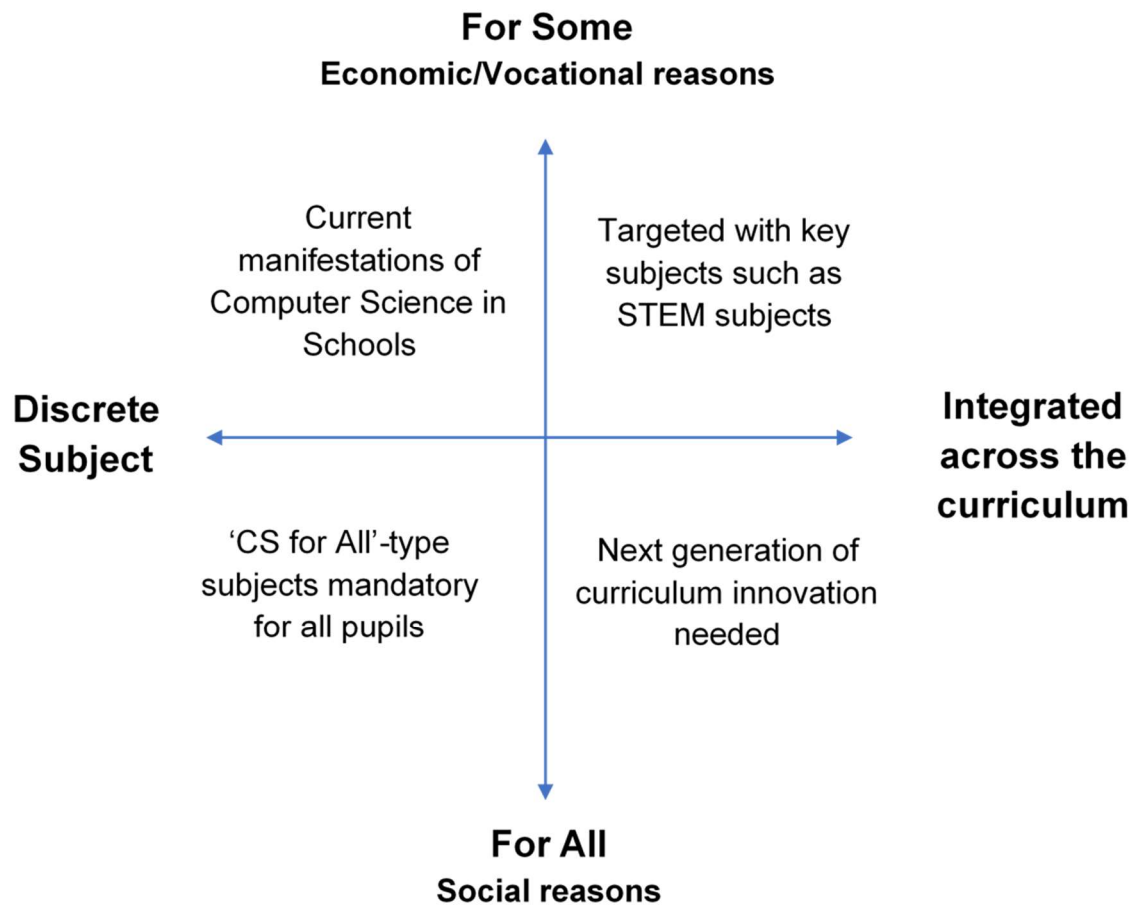 For Some
Economic/Vocational reasons
Current
manifestations of
Computer Science in
Schools
Targeted with key
subjects such as
STEM subjects
Discrete
Subject
Integrated
across the
curriculum
‘CS for All’-type
subjects mandatory
for all pupils
Next generation of
curriculum innovation
needed
For All
Social reasons